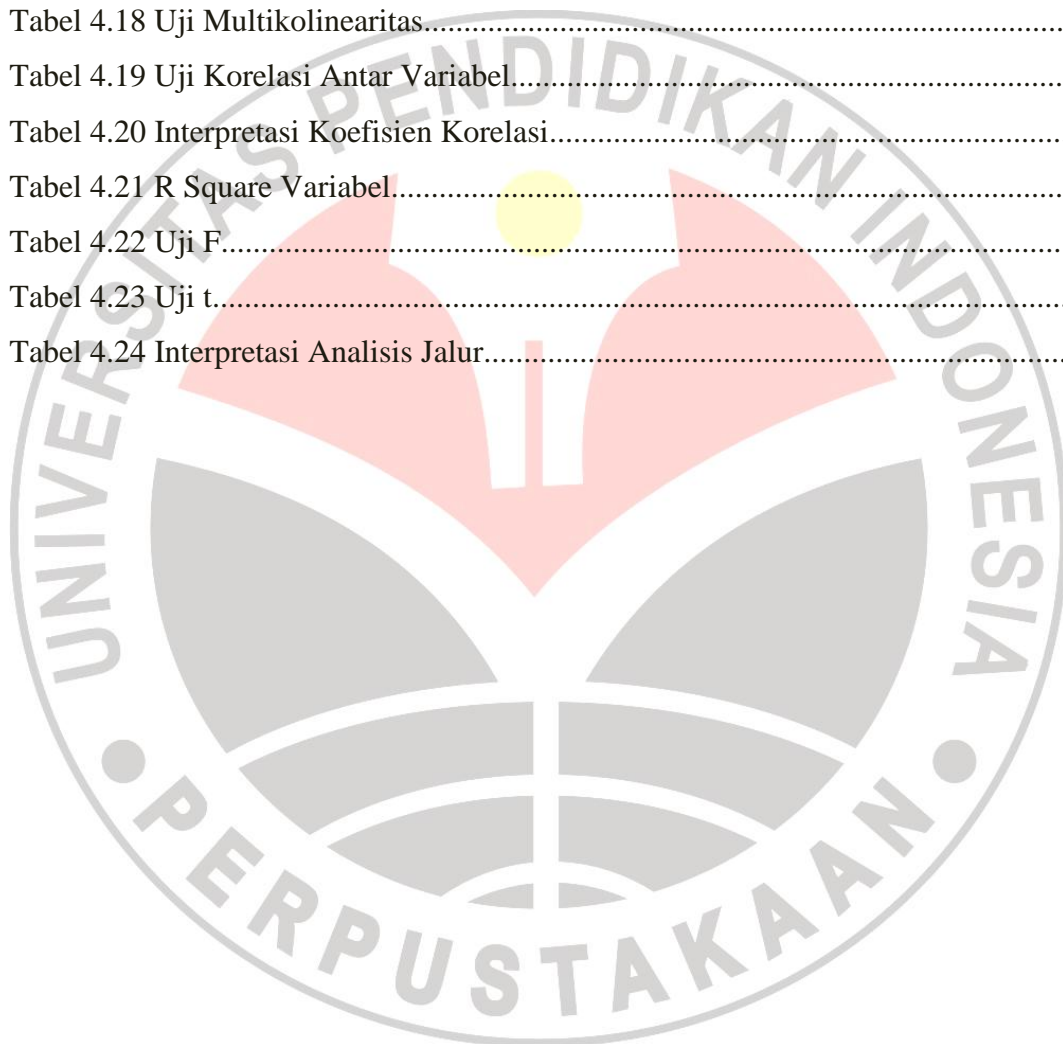 Tabel 4.18 Uji Multikolinearitas......................................................................................
Tabel 4.19 Uji Korelasi Antar Variabel..........................................................................
Tabel 4.20 Interpretasi Koefisien Korelasi.....................................................................
Tabel 4.21 R Square Variabel.........................................................................................
Tabel 4.22 Uji F..............................................................................................................
Tabel 4.23 Uji t...............................................................................................................
Tabel 4.24 Interpretasi Analisis Jalur.............................................................................
UNIVERSITAS PENDIDIKAN INDONESIA
PERPUSTAKAAN